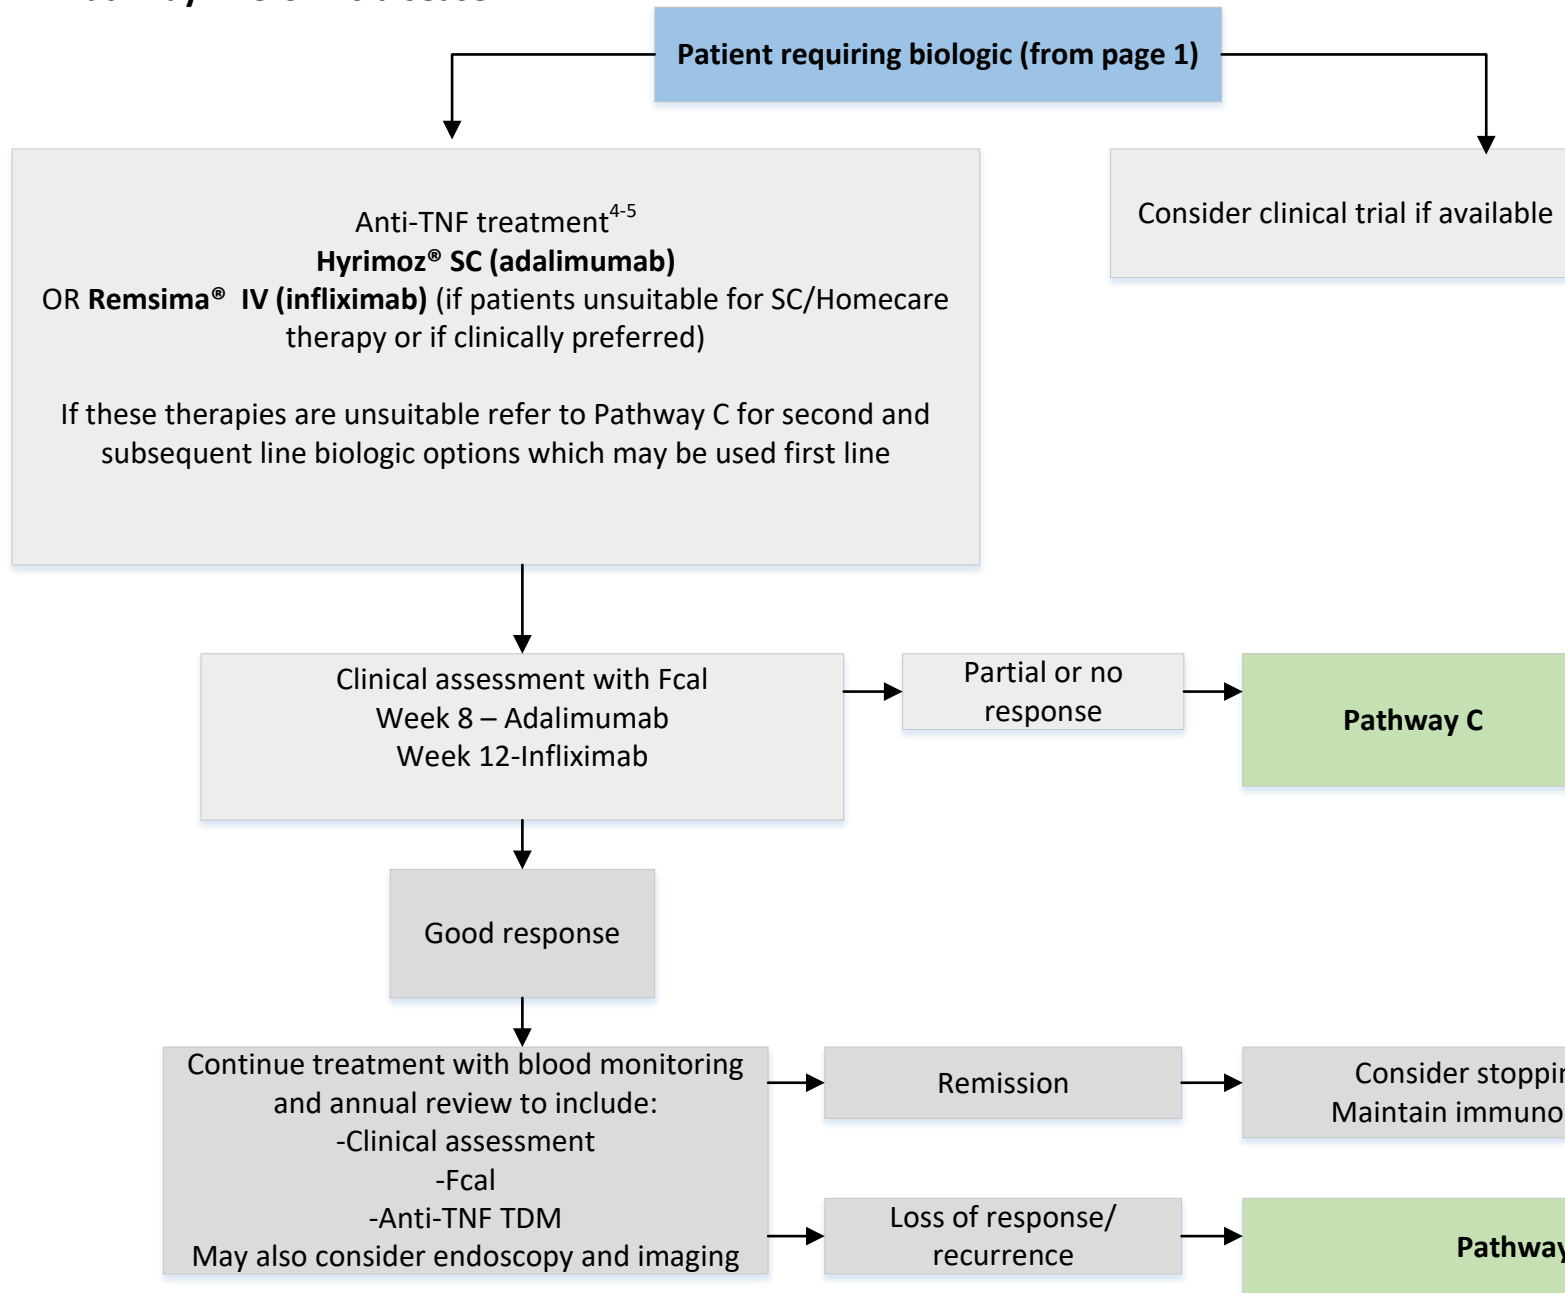 Patient requiring biologic (from page 1)
Anti-TNF treatment4-5
Hyrimoz® SC (adalimumab)
OR Remsima® IV (infliximab) (if patients unsuitable for SC/Homecare
therapy or if clinically preferred)
If these therapies are unsuitable refer to Pathway C for second and
subsequent line biologic options which may be used first line
Consider clinical trial if available
Clinical assessment with Fcal
Week 8 – Adalimumab
Week 12-Infliximab
Partial or no
response
Pathway C
Good response
Continue treatment with blood monitoring
and annual review to include:
-Clinical assessment
-Fcal
-Anti-TNF TDM
May also consider endoscopy and imaging
Remission
Consider
Maintain
Loss of response/
recurrence
Pathway